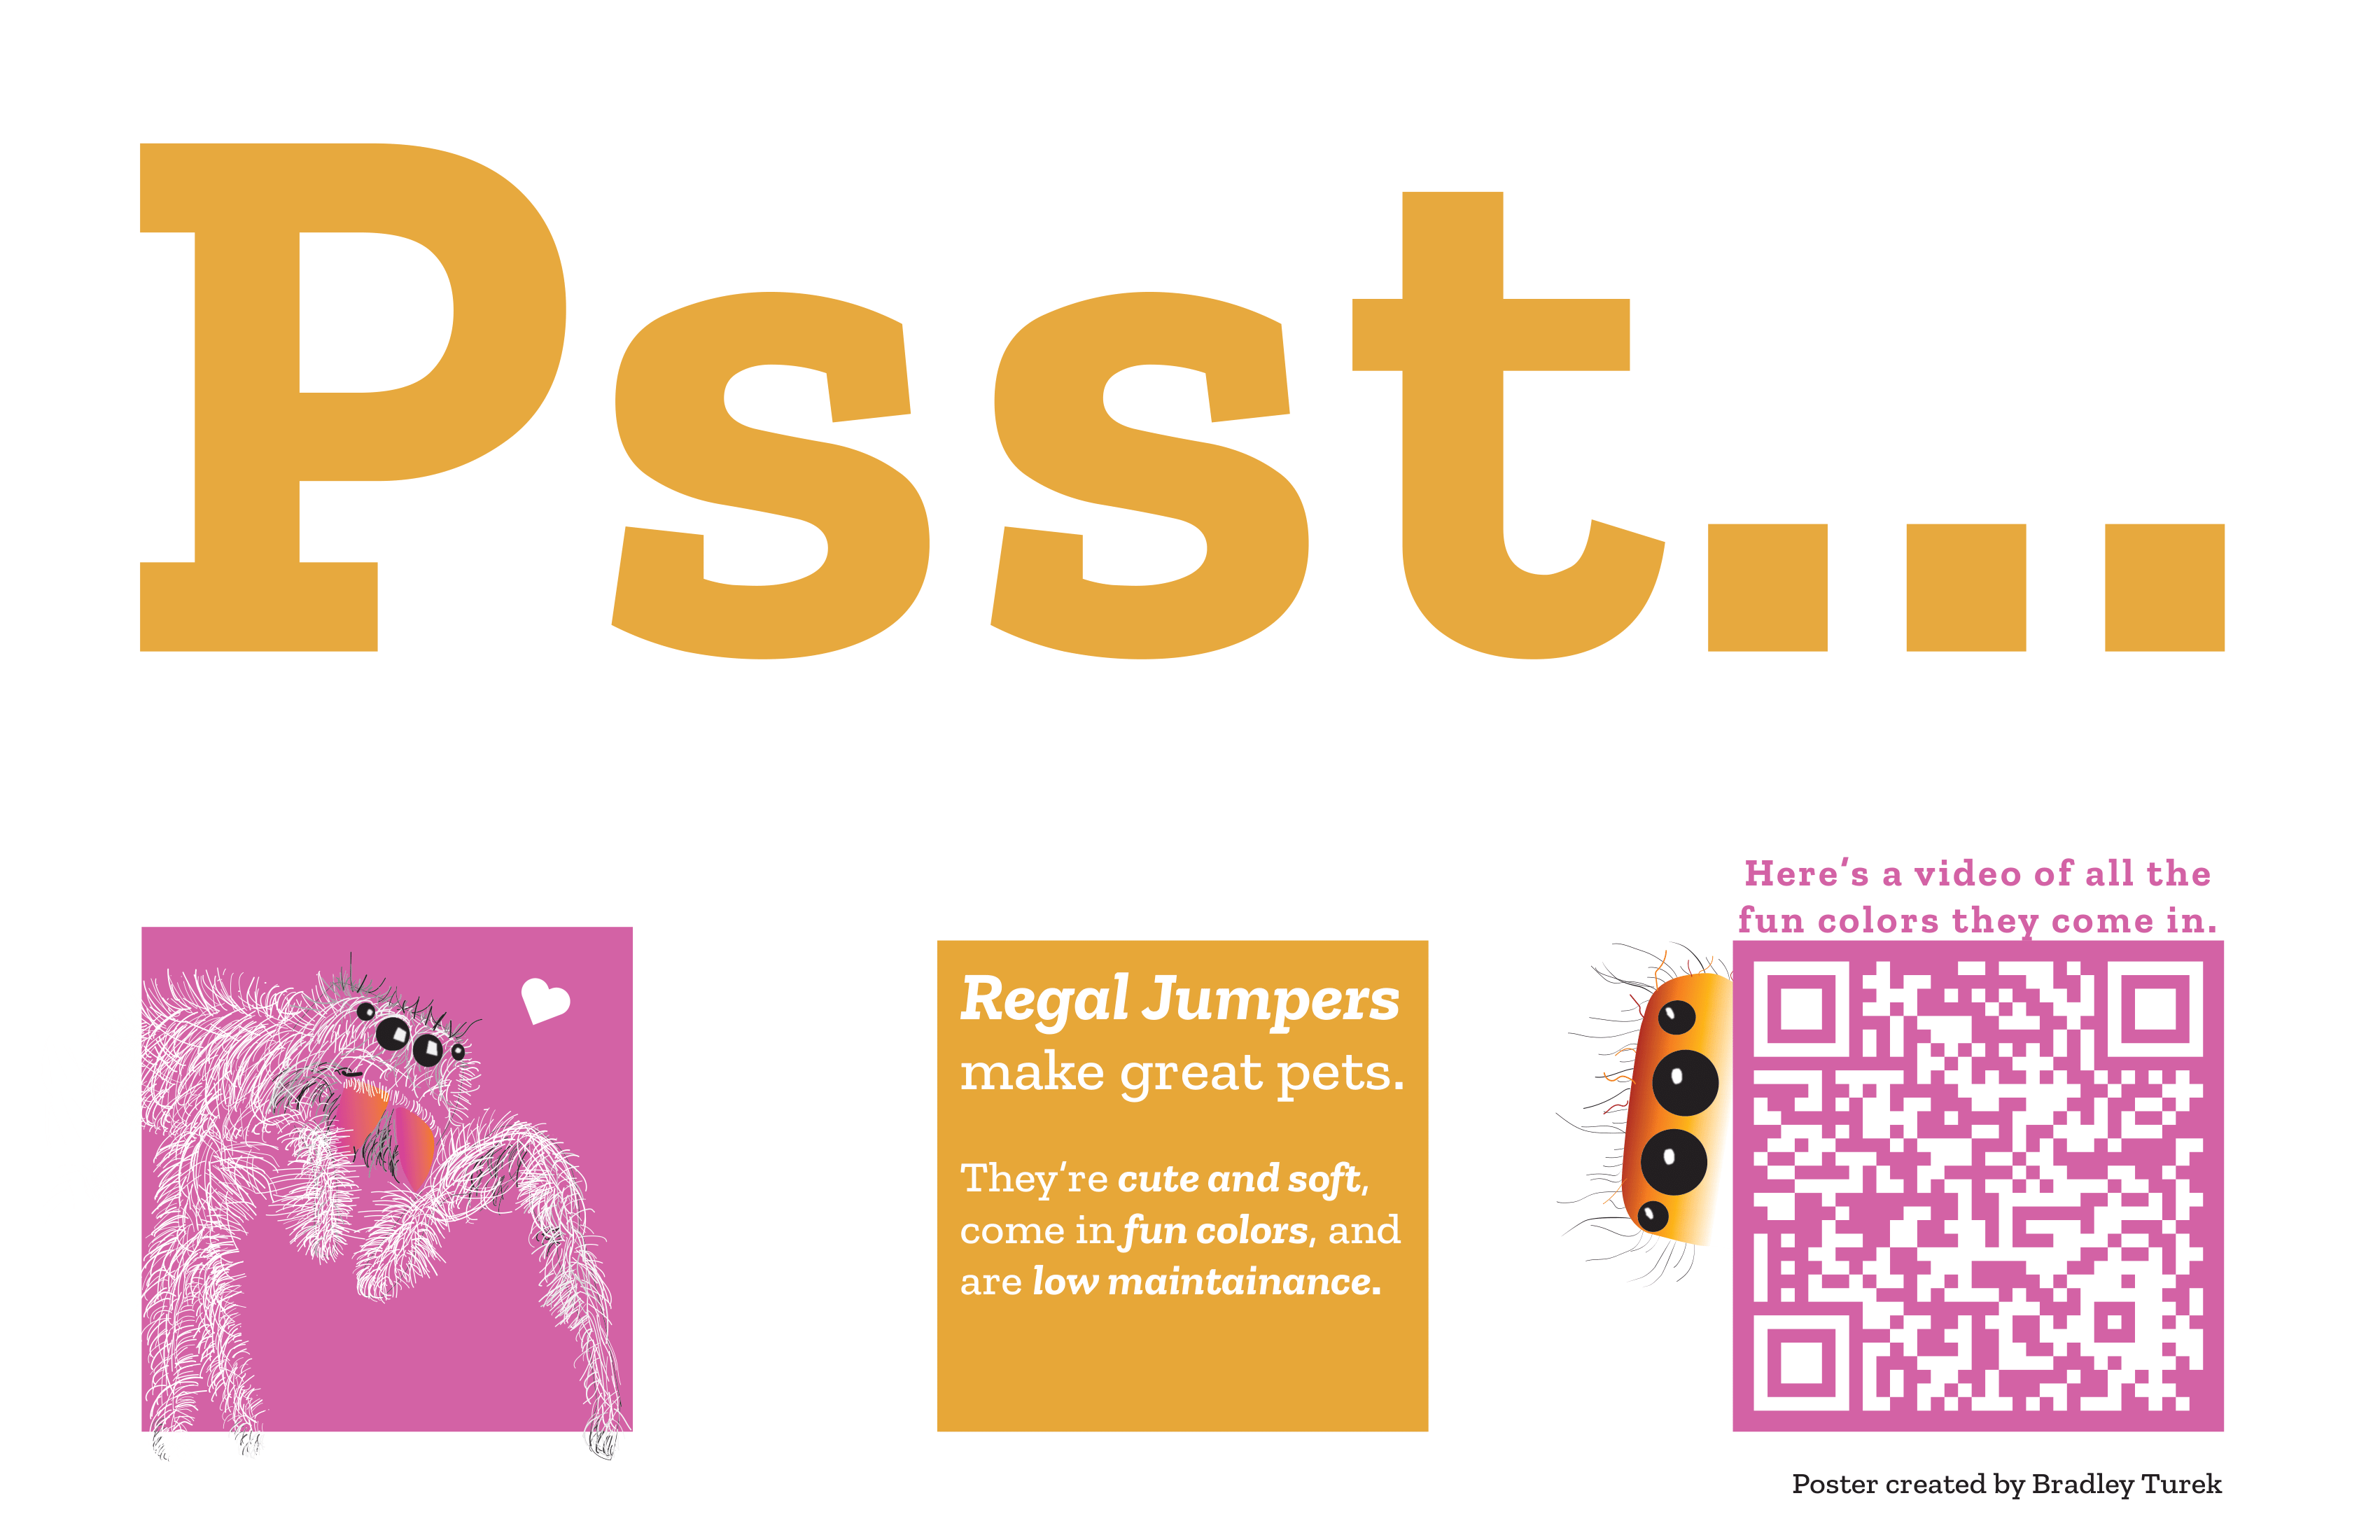 Psst...
Regal Jumpers
make great pets.
They're cute and soft,
come in fun colors, and
are low maintainance.
Here's a video of all the
fun colors they come in.
Poster created by Bradley Turek